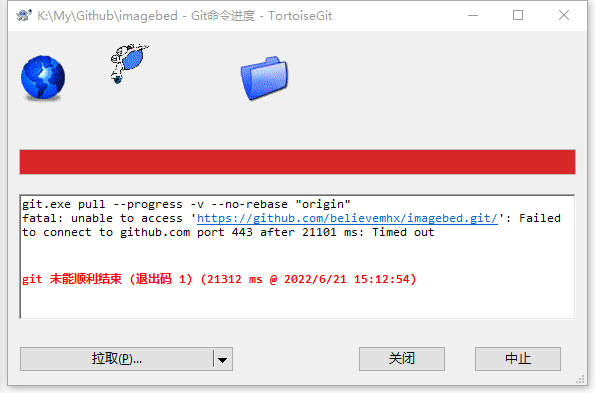 K:\My\Github\imagebed - Git命令进度 - TortoiseGit
git.exe pull --progress -v --no-rebase "origin"
fatal: unable to access 'https://github.com/believemhx/imagebed.git/': Failed
to connect to github.com port 443 after 21101 ms: Timed out
git 未能顺利结束 (退出码 1) (21312 ms @ 2022/6/21 15:12:54)
拉取(P)... 关闭 中止